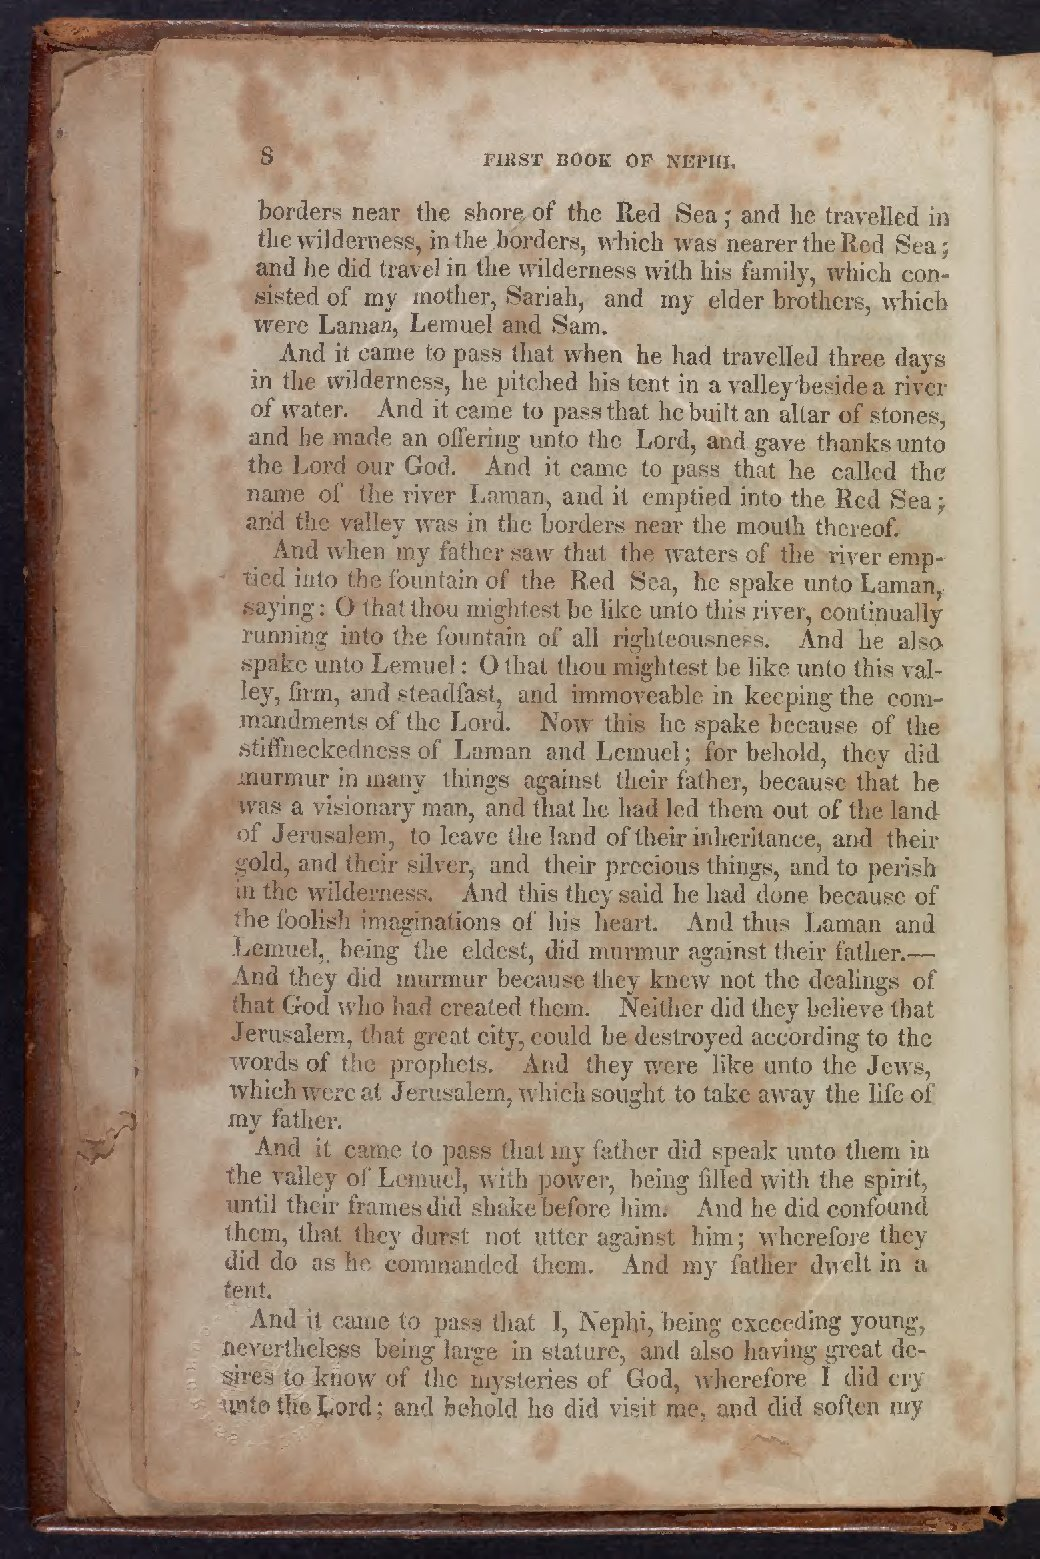 8 FIRST BOOK OF NEPHI.
borders near the shore of the Red Sea; and he travelled in
the wilderness, in the borders, which was nearer the Red Sea;
and he did travel in the wilderness with his family, which con-
sisted of my mother, Sariah, and my elder brothers, which
were Laman, Lemuel and Sam.
And it came to pass that when he had travelled three days
in the wilderness, he pitched his tent in a valley beside a river
of water. And it came to pass that he built an altar of stones,
and he made an offering unto the Lord, and gave thanks unto
the Lord our God. And it came to pass that he called the
name of the river Laman, and it emptied into the Red Sea;
and the valley was in the borders near the mouth thereof.
And when my father saw that the waters of the river emp-
tied into the fountain of the Red Sea, he spake unto Laman,
saying: O that thou mightest be like unto this river, continually
running into the fountain of all righteousness. And he also
spake unto Lemuel: O that thou mightest be like unto this val-
ley, firm, and steadfast, and immoveable in keeping the com-
mandments of the Lord. Now this he spake because of the
stiffneckedness of Laman and Lemuel; for behold, they did
murmur in many things against their father, because that he
was a visionary man, and that he had led them out of the land
of Jerusalem, to leave the land of their inheritance, and their
gold, and their silver, and their precious things, and to perish
in the wilderness. And this they said he had done because of
the foolish imaginations of his heart. And thus Laman and
Lemuel, being the eldest, did murmur against their father.—
And they did murmur because they knew not the dealings of
that God who had created them. Neither did they believe that
Jerusalem, that great city, could be destroyed according to the
words of the prophets. And they were like unto the Jews,
which were at Jerusalem, which sought to take away the life of
my father.
And it came to pass that my father did speak unto them in
the valley of Lemuel, with power, being filled with the spirit,
until their frames did shake before him. And he did confound
them, that they durst not utter against him; wherefore they
did do as he commanded them. And my father dwelt in a
tent.
And it came to pass that I, Nephi, being exceeding young,
nevertheless being large in stature, and also having great de-
sires to know of the mysteries of God, wherefore I did cry
unto the Lord; and behold he did visit me, and did soften my